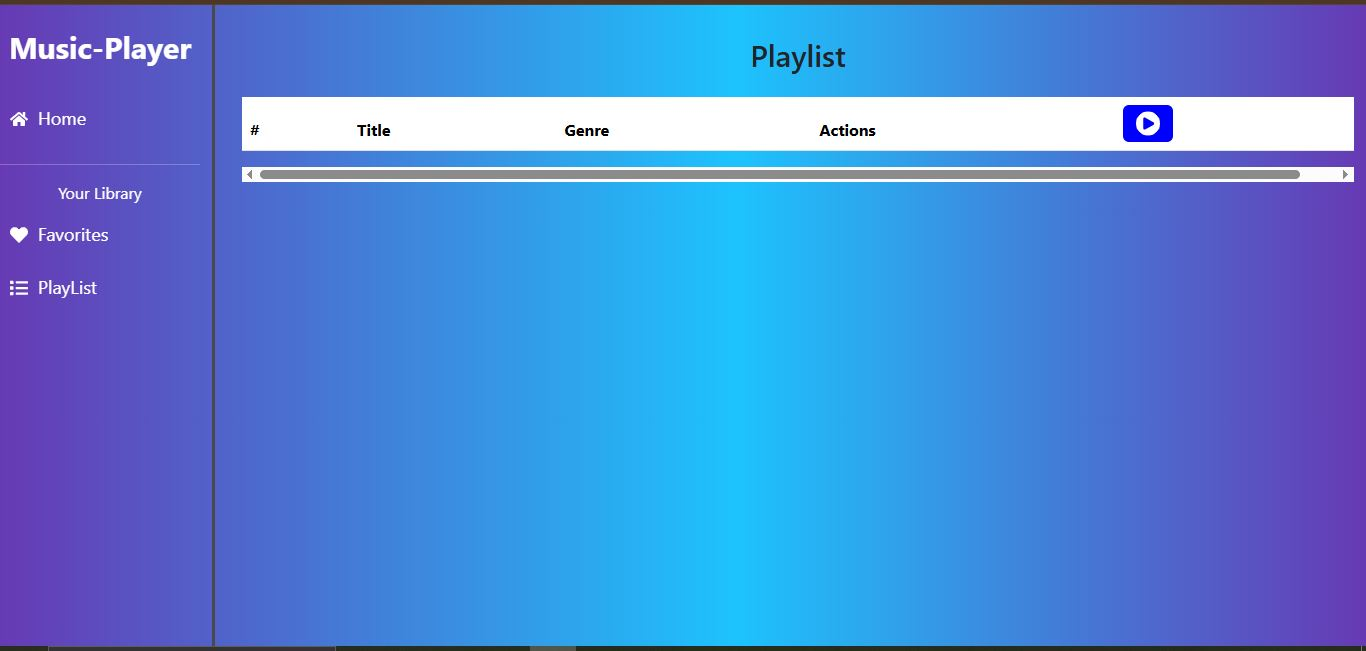 Music-Player
Home
Your Library
Favorites
PlayList
Playlist
# Title Genre Actions